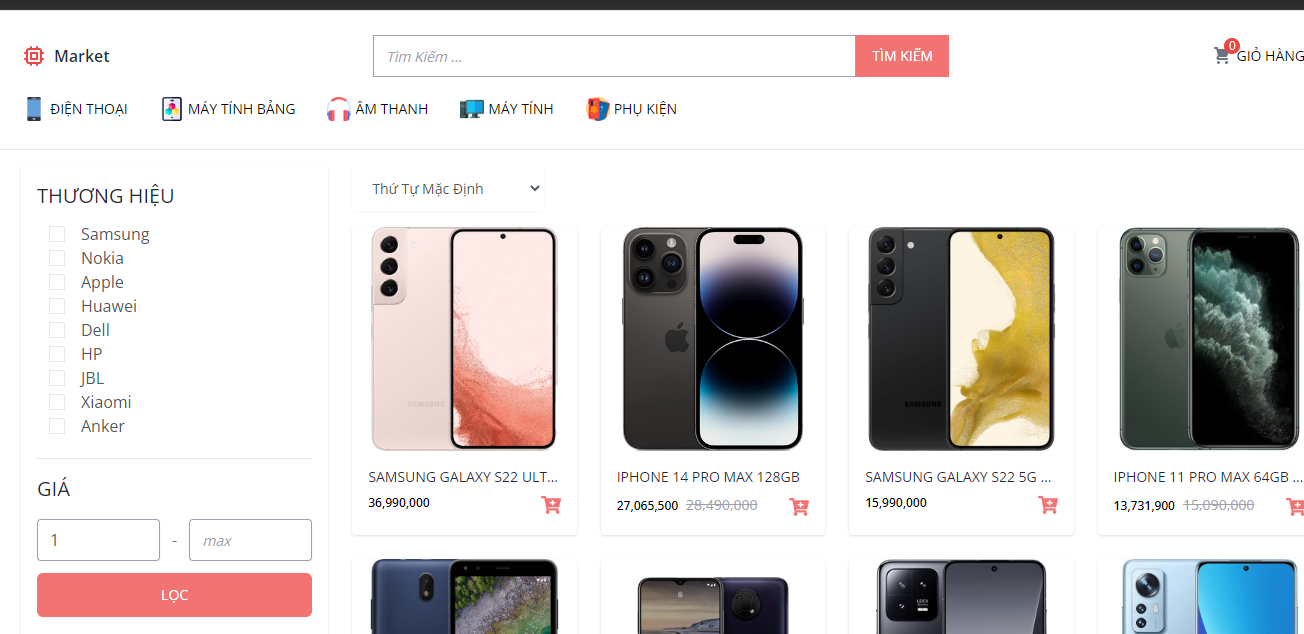 Market
Tìm Kiếm ...
TÌM KIẾM
0
GIỎ HÀNG
ĐIỆN THOẠI
MÁY TÍNH BẢNG
ÂM THANH
MÁY TÍNH
PHỤ KIỆN
THƯƠNG HIỆU
Samsung
Nokia
Apple
Huawei
Dell
HP
JBL
Xiaomi
Anker
GIÁ
1 - max
LỌC
Thứ Tự Mặc Định
SAMSUNG
SAMSUNG
SAMSUNG GALAXY S22 ULT...
36,990,000
IPHONE 14 PRO MAX 128GB
27,065,500 28,490,000
SAMSUNG GALAXY S22 5G ...
15,990,000
IPHONE 11 PRO MAX 64GB ...
13,731,900 15,090,000